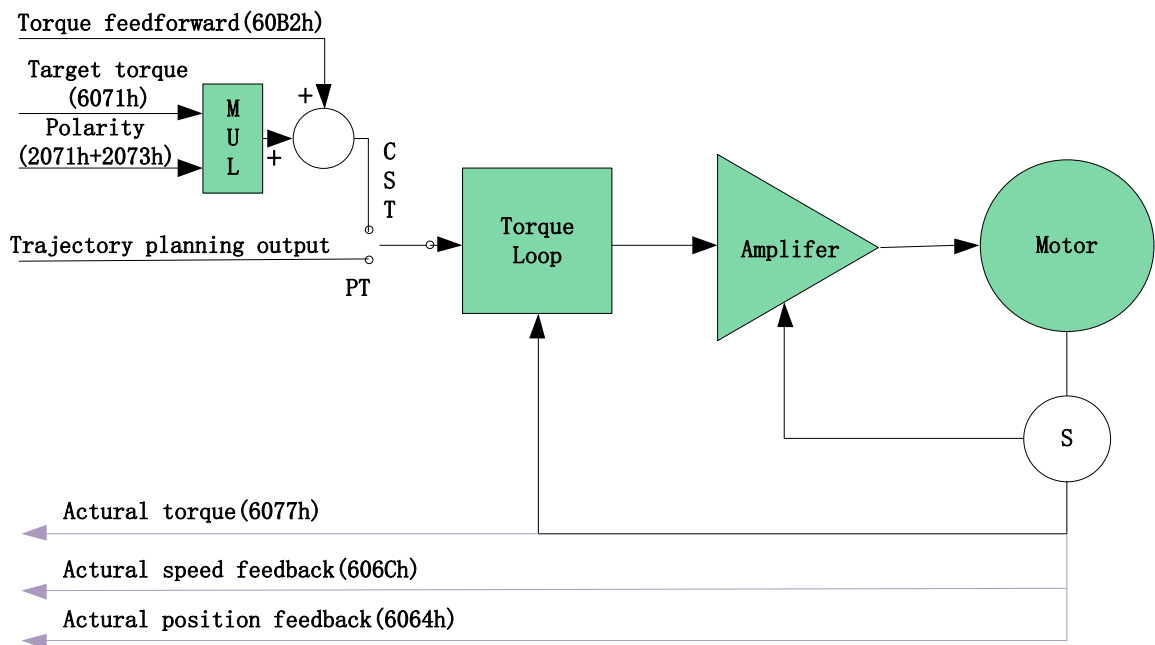 Torque feedforward(60B2h)
Target torque
(6071h)
Polarity
(2071h+2073h)
M
U
L
+
+
C
S
T
Trajectory planning output
PT
Torque
Loop
Amplifer
Motor
S
Actural torque(6077h)
Actural speed feedback(606Ch)
Actural position feedback(6064h)